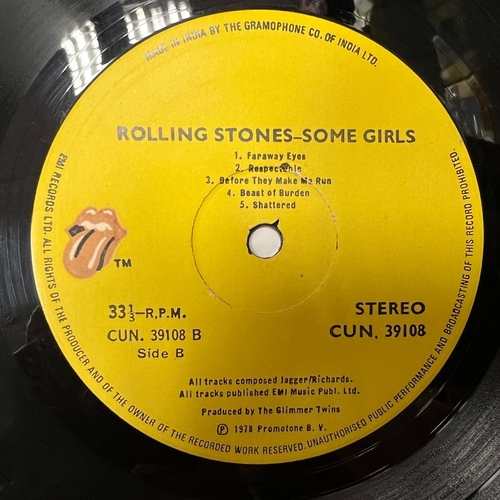 MADE IN INDIA BY THE GRAMOPHONE CO. OF INDIA LTD.
ROLLING STONES–SOME GIRLS
1. Faraway Eyes
2. Respectable
3. Before They Make Me Run
4. Beast of Burden
5. Shattered
TM
33⅓–R.P.M.
CUN. 39108 B
Side B
STEREO
CUN. 39108
All tracks composed Jagger/Richards.
All tracks published EMI Music Publ. Ltd.
Produced by The Glimmer Twins
℗ 1978 Promotone B. V.
EMI RECORDS LTD. ALL RIGHTS OF THE PRODUCER AND OF THE OWNER OF THE RECORDED WORK RESERVED. UNAUTHORISED PUBLIC PERFORMANCE AND BROADCASTING OF THIS RECORD PROHIBITED.